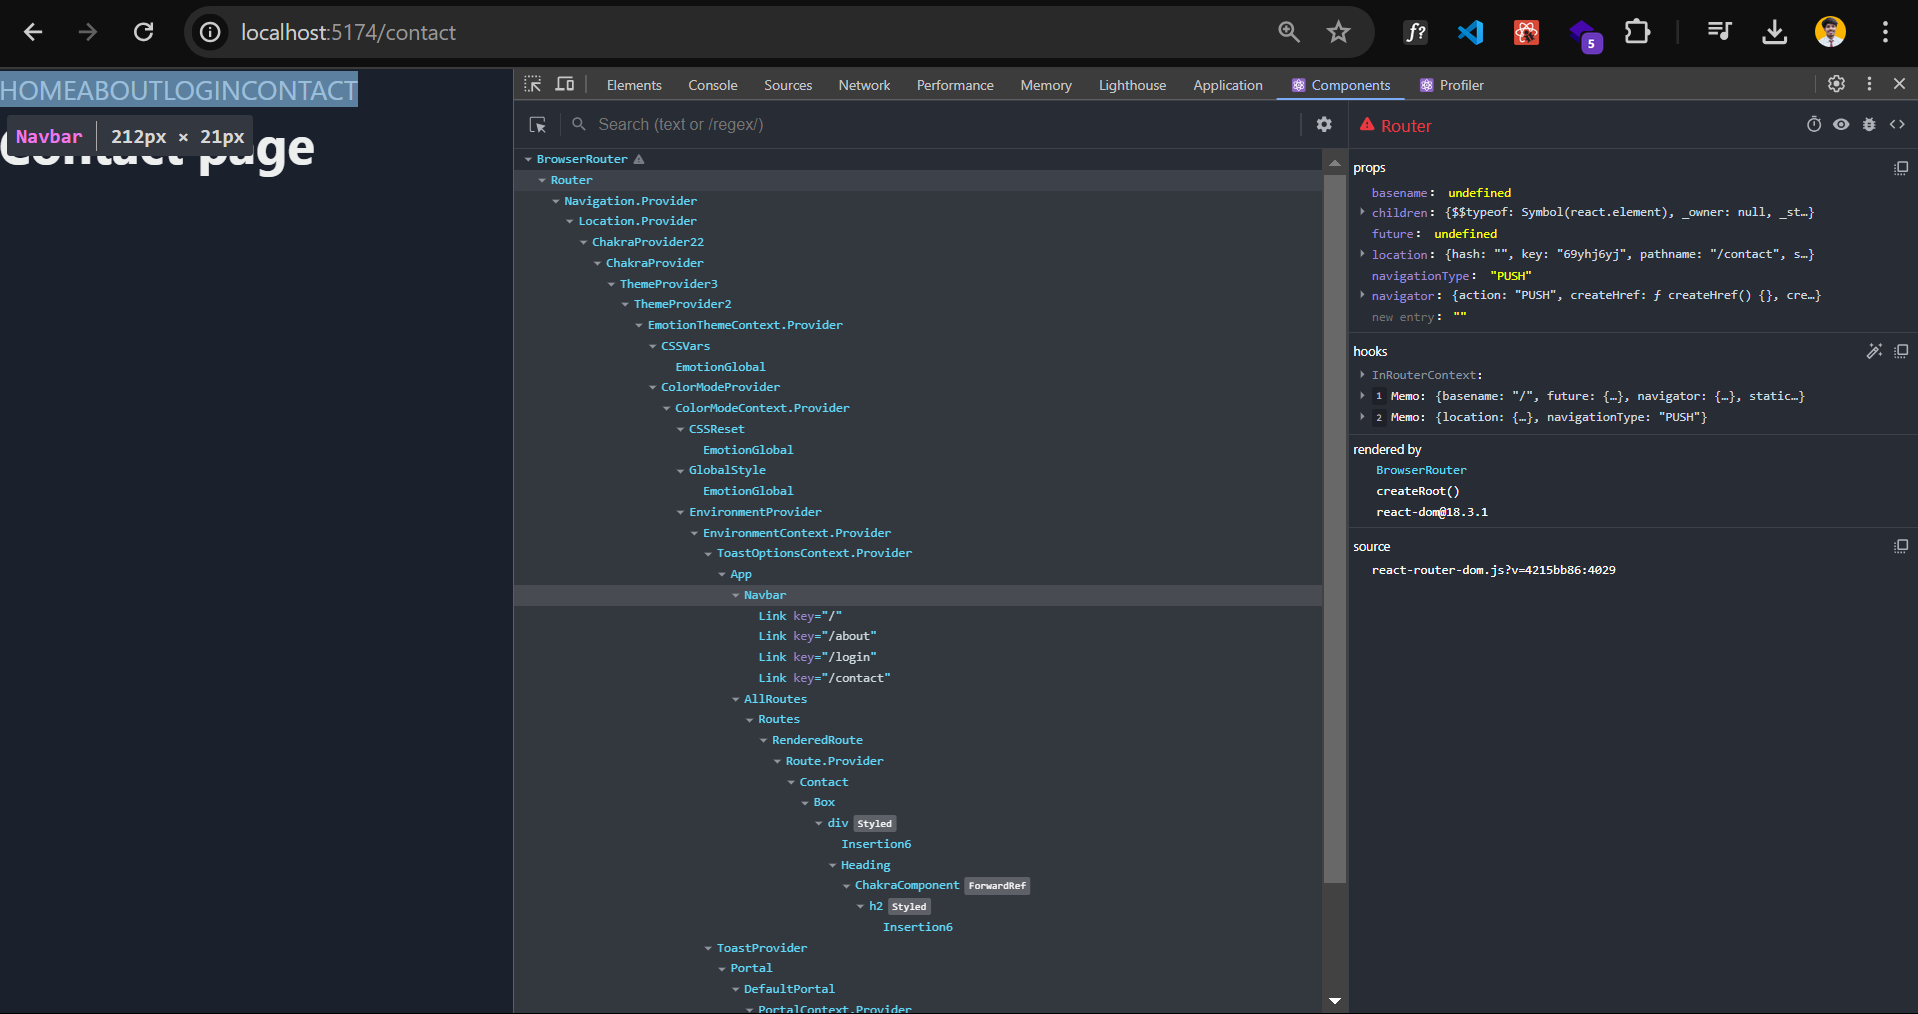 localhost:5174/contact
f?
5
HOMEABOUTLOGINCONTACT
Navbar 212px × 21px
Contact page
Elements Console Sources Network Performance Memory Lighthouse Application Components Profiler
Search (text or /regex/)
BrowserRouter
Router
Navigation.Provider
Location.Provider
ChakraProvider22
ChakraProvider
ThemeProvider3
ThemeProvider2
EmotionThemeContext.Provider
CSSVars
EmotionGlobal
ColorModeProvider
ColorModeContext.Provider
CSSReset
EmotionGlobal
GlobalStyle
EmotionGlobal
EnvironmentProvider
EnvironmentContext.Provider
ToastOptionsContext.Provider
App
Navbar
Link key="/"
Link key="/about"
Link key="/login"
Link key="/contact"
AllRoutes
Routes
RenderedRoute
Route.Provider
Contact
Box
div Styled
Insertion6
Heading
ChakraComponent ForwardRef
h2 Styled
Insertion6
ToastProvider
Portal
DefaultPortal
PortalContext.Provider
Router
props
basename: undefined
children: {$$typeof: Symbol(react.element), _owner: null, _st…}
future: undefined
location: {hash: "", key: "69yhj6yj", pathname: "/contact", s…}
navigationType: "PUSH"
navigator: {action: "PUSH", createHref: ƒ createHref() {}, cre…}
new entry: ""
hooks
InRouterContext:
1 Memo: {basename: "/", future: {…}, navigator: {…}, static…}
2 Memo: {location: {…}, navigationType: "PUSH"}
rendered by
BrowserRouter
createRoot()
react-dom@18.3.1
source
react-router-dom.js?v=4215bb86:4029